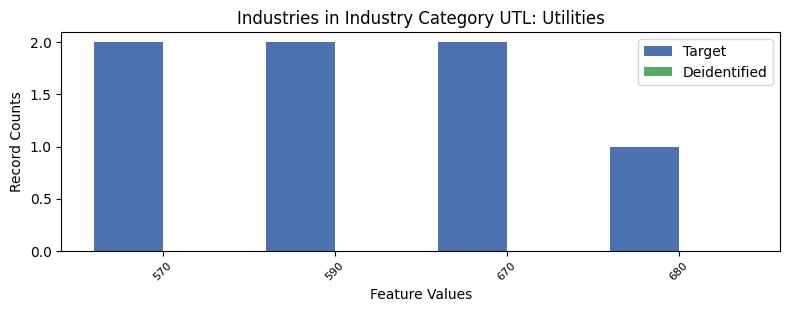 Industries in Industry Category UTL: Utilities
Target
Deidentified
Record Counts
2.0
1.5
1.0
0.5
0.0
570
590
670
680
Feature Values